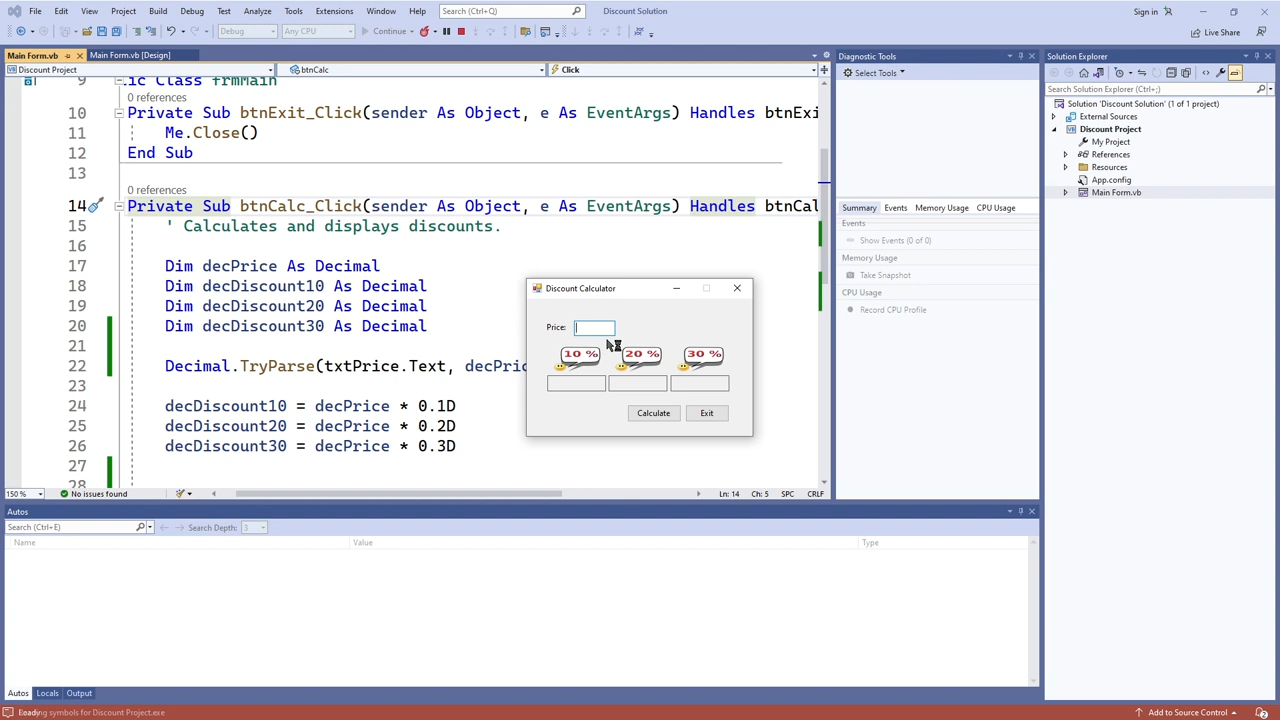 File Edit View Project Build Debug Test Analyze Tools Extensions Window Help Search (Ctrl+Q) Discount Solution Sign in
Debug Any CPU Continue Live Share
Main Form.vb Main Form.vb [Design]
Discount Project btnCalc Click
9 ic Class frmMain
0 references
10 Private Sub btnExit_Click(sender As Object, e As EventArgs) Handles btnExi
11 Me.Close()
12 End Sub
13
0 references
14 Private Sub btnCalc_Click(sender As Object, e As EventArgs) Handles btnCal
15 ' Calculates and displays discounts.
16
17 Dim decPrice As Decimal
18 Dim decDiscount10 As Decimal
19 Dim decDiscount20 As Decimal
20 Dim decDiscount30 As Decimal
21
22 Decimal.TryParse(txtPrice.Text, decPric
23
24 decDiscount10 = decPrice * 0.1D
25 decDiscount20 = decPrice * 0.2D
26 decDiscount30 = decPrice * 0.3D
27
28
150 % No issues found Ln: 14 Ch: 5 SPC CRLF
Discount Calculator
Price:
10 % 20 % 30 %
Calculate Exit
Diagnostic Tools
Select Tools
Summary Events Memory Usage CPU Usage
Events
Show Events (0 of 0)
Memory Usage
Take Snapshot
CPU Usage
Record CPU Profile
Solution Explorer
Search Solution Explorer (Ctrl+;)
Solution 'Discount Solution' (1 of 1 project)
External Sources
Discount Project
My Project
References
Resources
App.config
Main Form.vb
Autos
Search (Ctrl+E) Search Depth: 3
Name Value Type
Autos Locals Output
Loading symbols for Discount Project.exe Add to Source Control 2